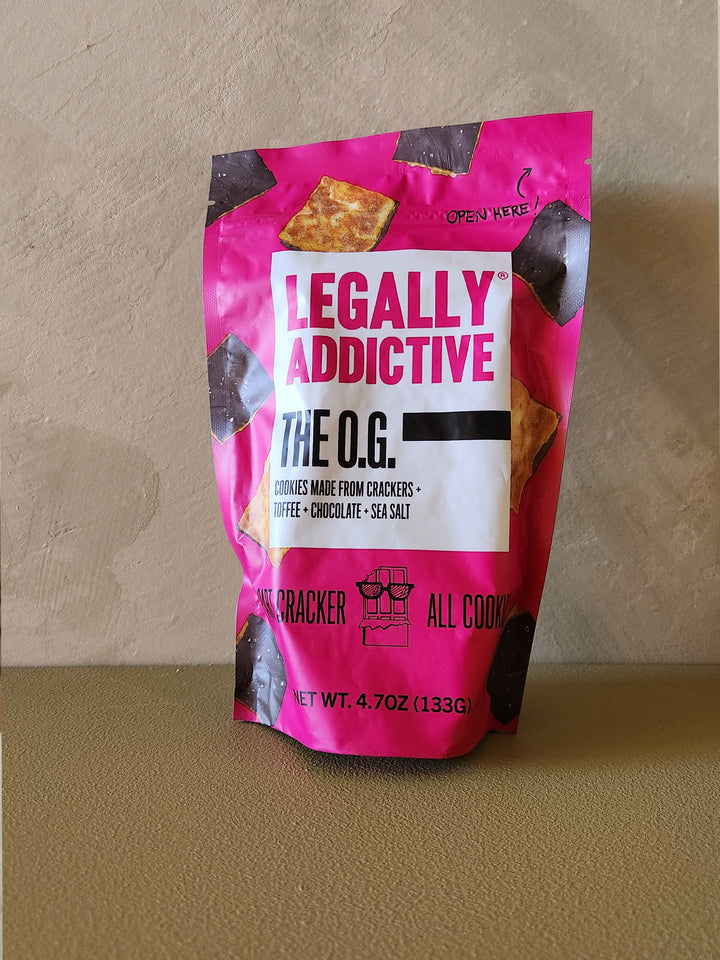 OPEN HERE!
LEGALLY®
ADDICTIVE
THE O.G.
COOKIES MADE FROM CRACKERS +
TOFFEE + CHOCOLATE + SEA SALT
CRACKER ALL
NET WT. 4.7OZ (133G)